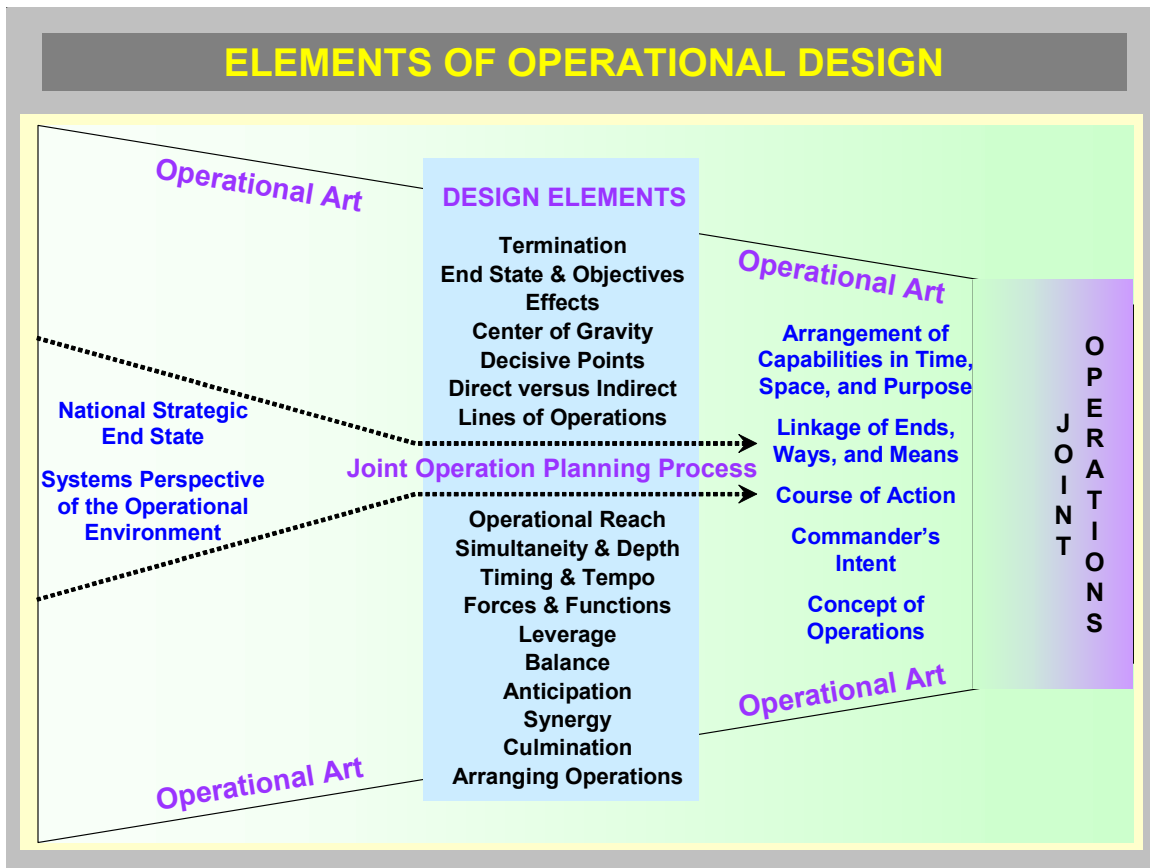 ELEMENTS OF OPERATIONAL DESIGN
Operational Art
Operational Art
National Strategic
End State
Systems Perspective
of the Operational
Environment
DESIGN ELEMENTS
Termination
End State & Objectives
Effects
Center of Gravity
Decisive Points
Direct versus Indirect
Lines of Operations
Joint Operation Planning Process
Operational Reach
Simultaneity & Depth
Timing & Tempo
Forces & Functions
Leverage
Balance
Anticipation
Synergy
Culmination
Arranging Operations
Operational Art
Arrangement of
Capabilities in Time,
Space, and Purpose
Linkage of Ends,
Ways, and Means
Course of Action
Commander's
Intent
Concept of
Operations
Operational Art
JOINT
OPERATIONS